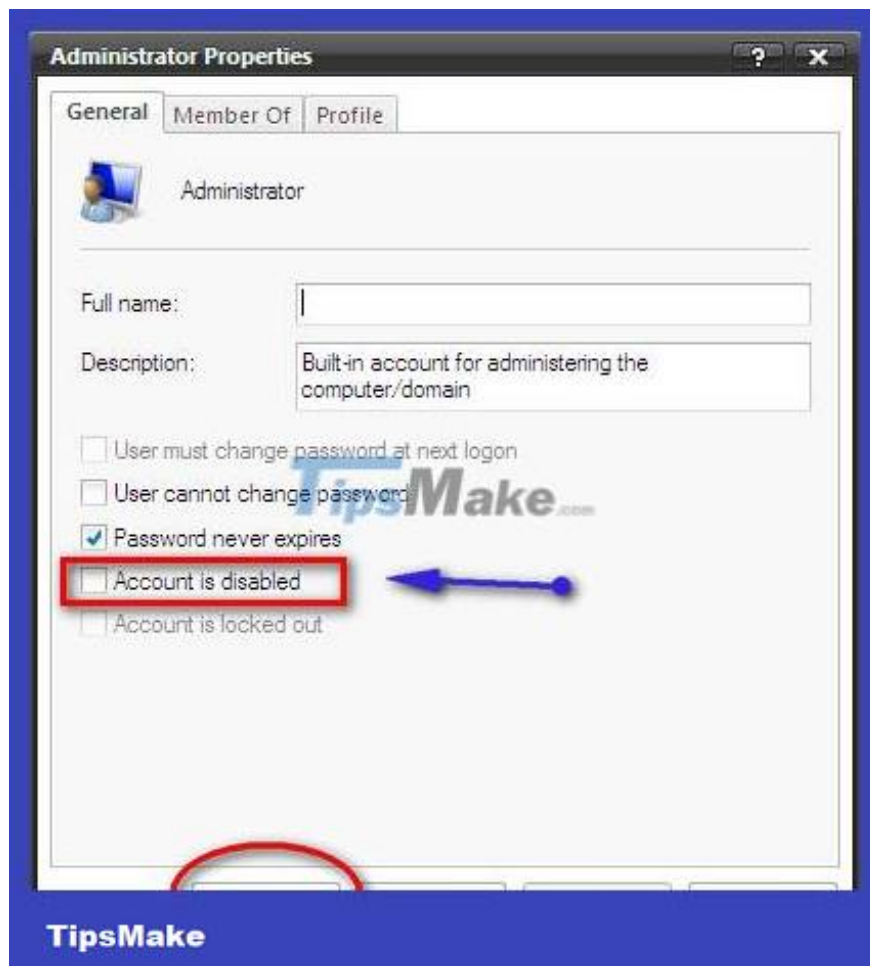 Administrator Properties
? X
General Member Of Profile
Administrator
Full name:
Description: Built-in account for administering the
computer/domain
User must change password at next logon
User cannot change password
TipsMake.com
Password never expires
Account is disabled
Account is locked out
TipsMake